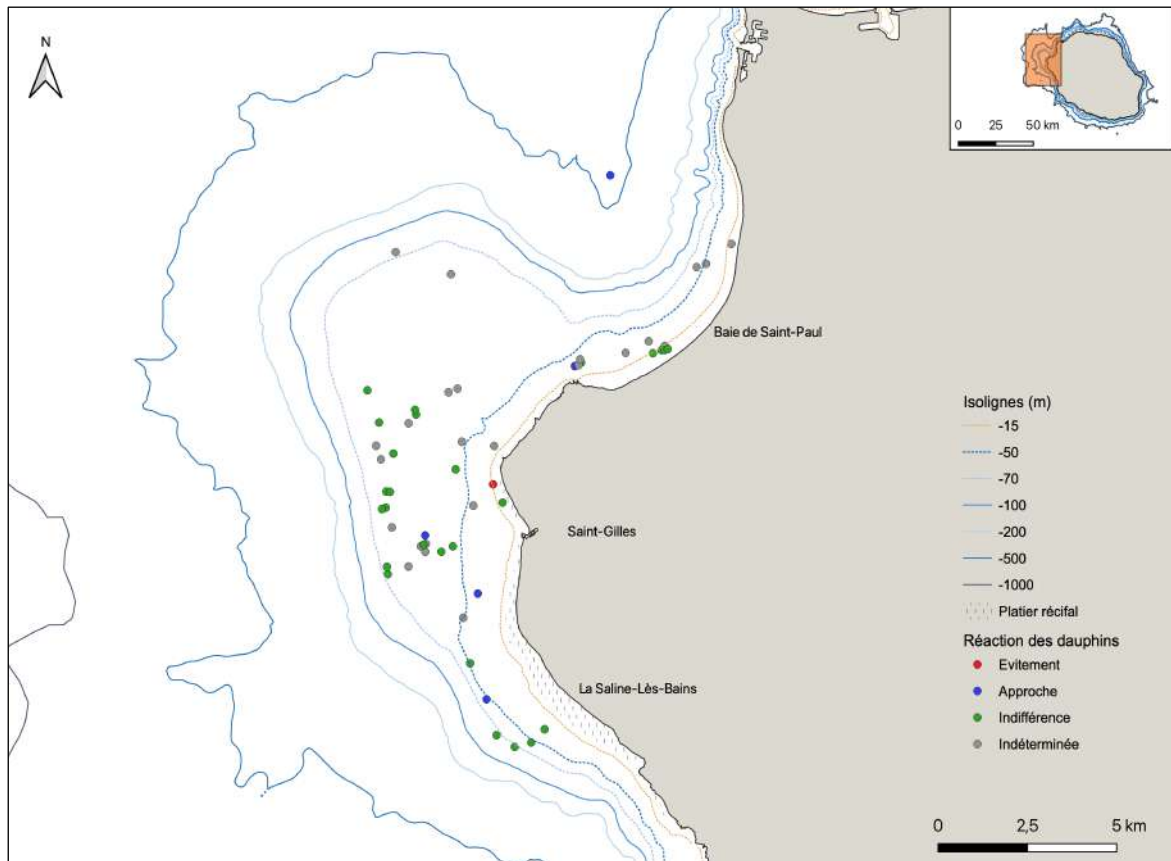 N
0 25 50 km
Baie de Saint-Paul
Isolignes (m)
-15
-50
-70
-100
-200
-500
-1000
Platier récifal
Saint-Gilles
Réaction des dauphins
Evitement
Approche
Indifférence
Indéterminée
La Saline-Lès-Bains
0 2,5 5 km